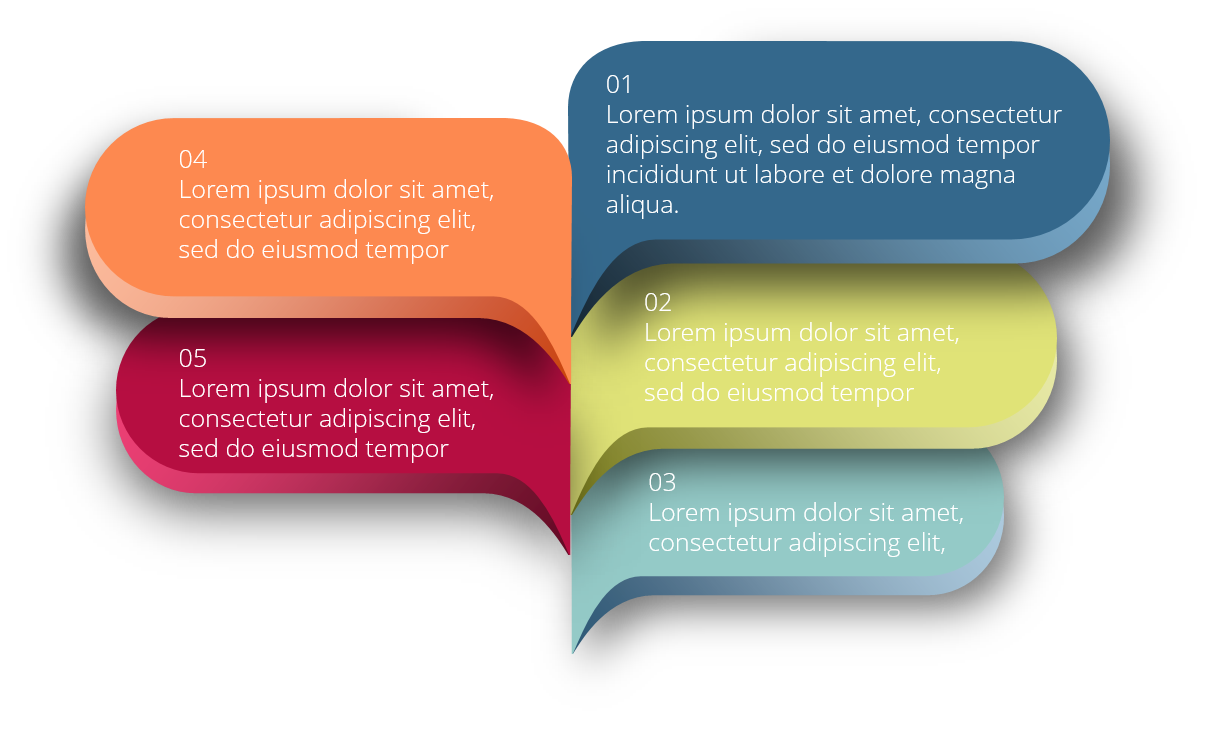 01
Lorem ipsum dolor sit amet, consectetur
adipiscing elit, sed do eiusmod tempor
incididunt ut labore et dolore magna
aliqua.
02
Lorem ipsum dolor sit amet,
consectetur adipiscing elit,
sed do eiusmod tempor
03
Lorem ipsum dolor sit amet,
consectetur adipiscing elit,
04
Lorem ipsum dolor sit amet,
consectetur adipiscing elit,
sed do eiusmod tempor
05
Lorem ipsum dolor sit amet,
consectetur adipiscing elit,
sed do eiusmod tempor